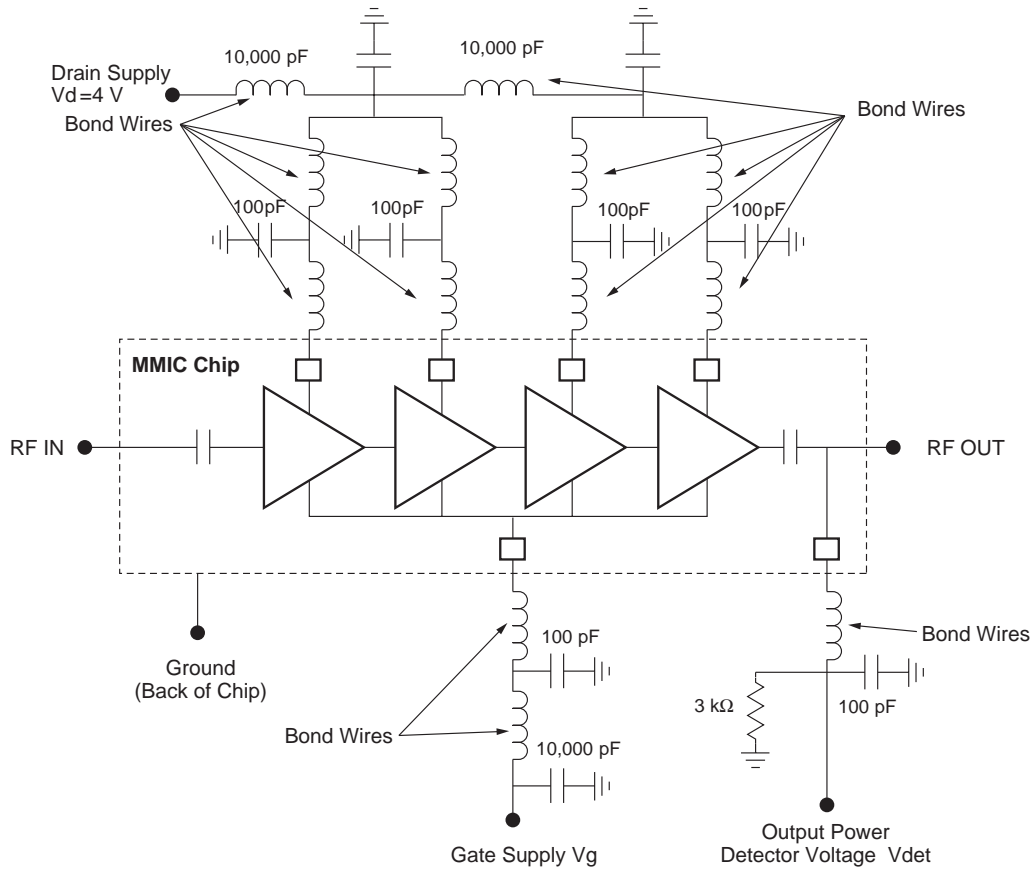 10,000 pF
10,000 pF
Drain Supply
Vd =4 V
Bond Wires
Bond Wires
100pF
100pF
100pF
100pF
MMIC Chip
RF IN
RF OUT
Ground
(Back of Chip)
100 pF
Bond Wires
3 kΩ
100 pF
Bond Wires
10,000 pF
Gate Supply Vg
Output Power
Detector Voltage Vdet